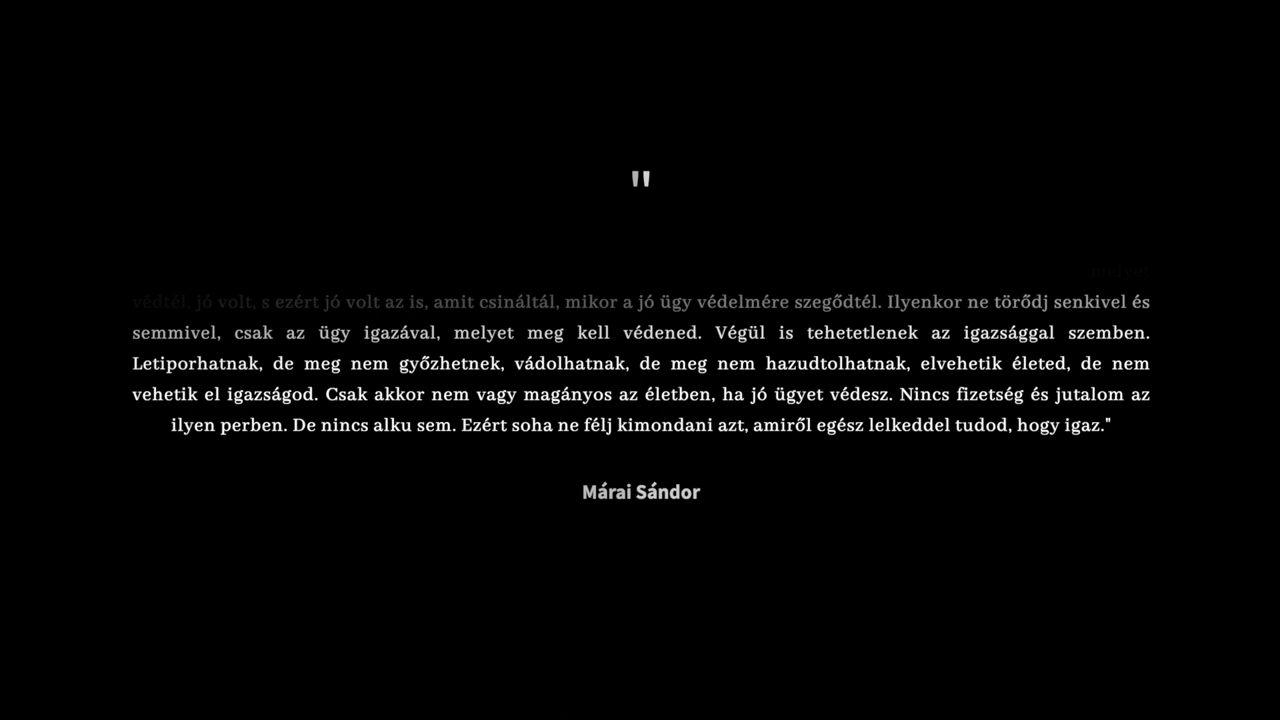 "
melyet
védtél, jó volt, s ezért jó volt az is, amit csináltál, mikor a jó ügy védelmére szegődtél. Ilyenkor ne törődj senkivel és
semmivel, csak az ügy igazával, melyet meg kell védened. Végül is tehetetlenek az igazsággal szemben.
Letiporhatnak, de meg nem győzhetnek, vádolhatnak, de meg nem hazudtolhatnak, elvehetik életed, de nem
vehetik el igazságod. Csak akkor nem vagy magányos az életben, ha jó ügyet védesz. Nincs fizetség és jutalom az
ilyen perben. De nincs alku sem. Ezért soha ne félj kimondani azt, amiről egész lelkeddel tudod, hogy igaz."
Márai Sándor